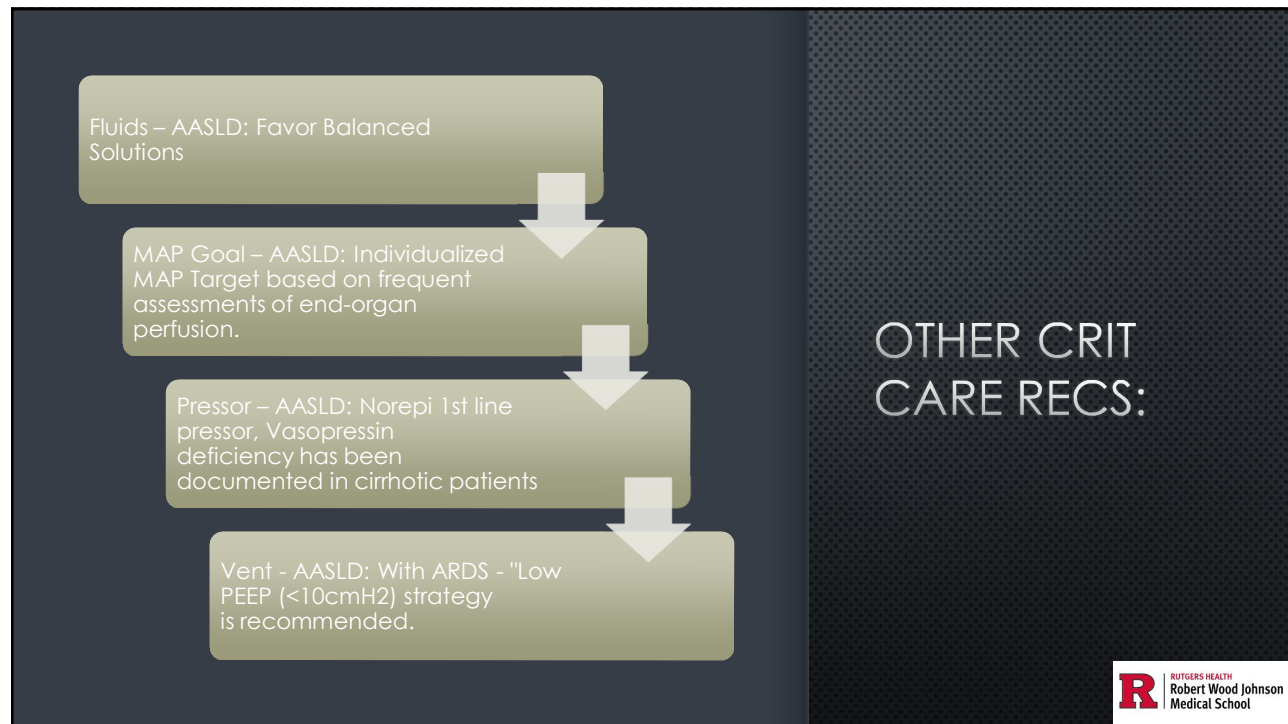 Fluids – AASLD: Favor Balanced
Solutions
MAP Goal – AASLD: Individualized
MAP Target based on frequent
assessments of end-organ
perfusion.
Pressor – AASLD: Norepi 1st line
pressor, Vasopressin
deficiency has been
documented in cirrhotic patients
Vent - AASLD: With ARDS - "Low
PEEP (<10cmH2) strategy
is recommended.
OTHER CRIT
CARE RECS:
R
RUTGERS HEALTH
Robert Wood Johnson
Medical School